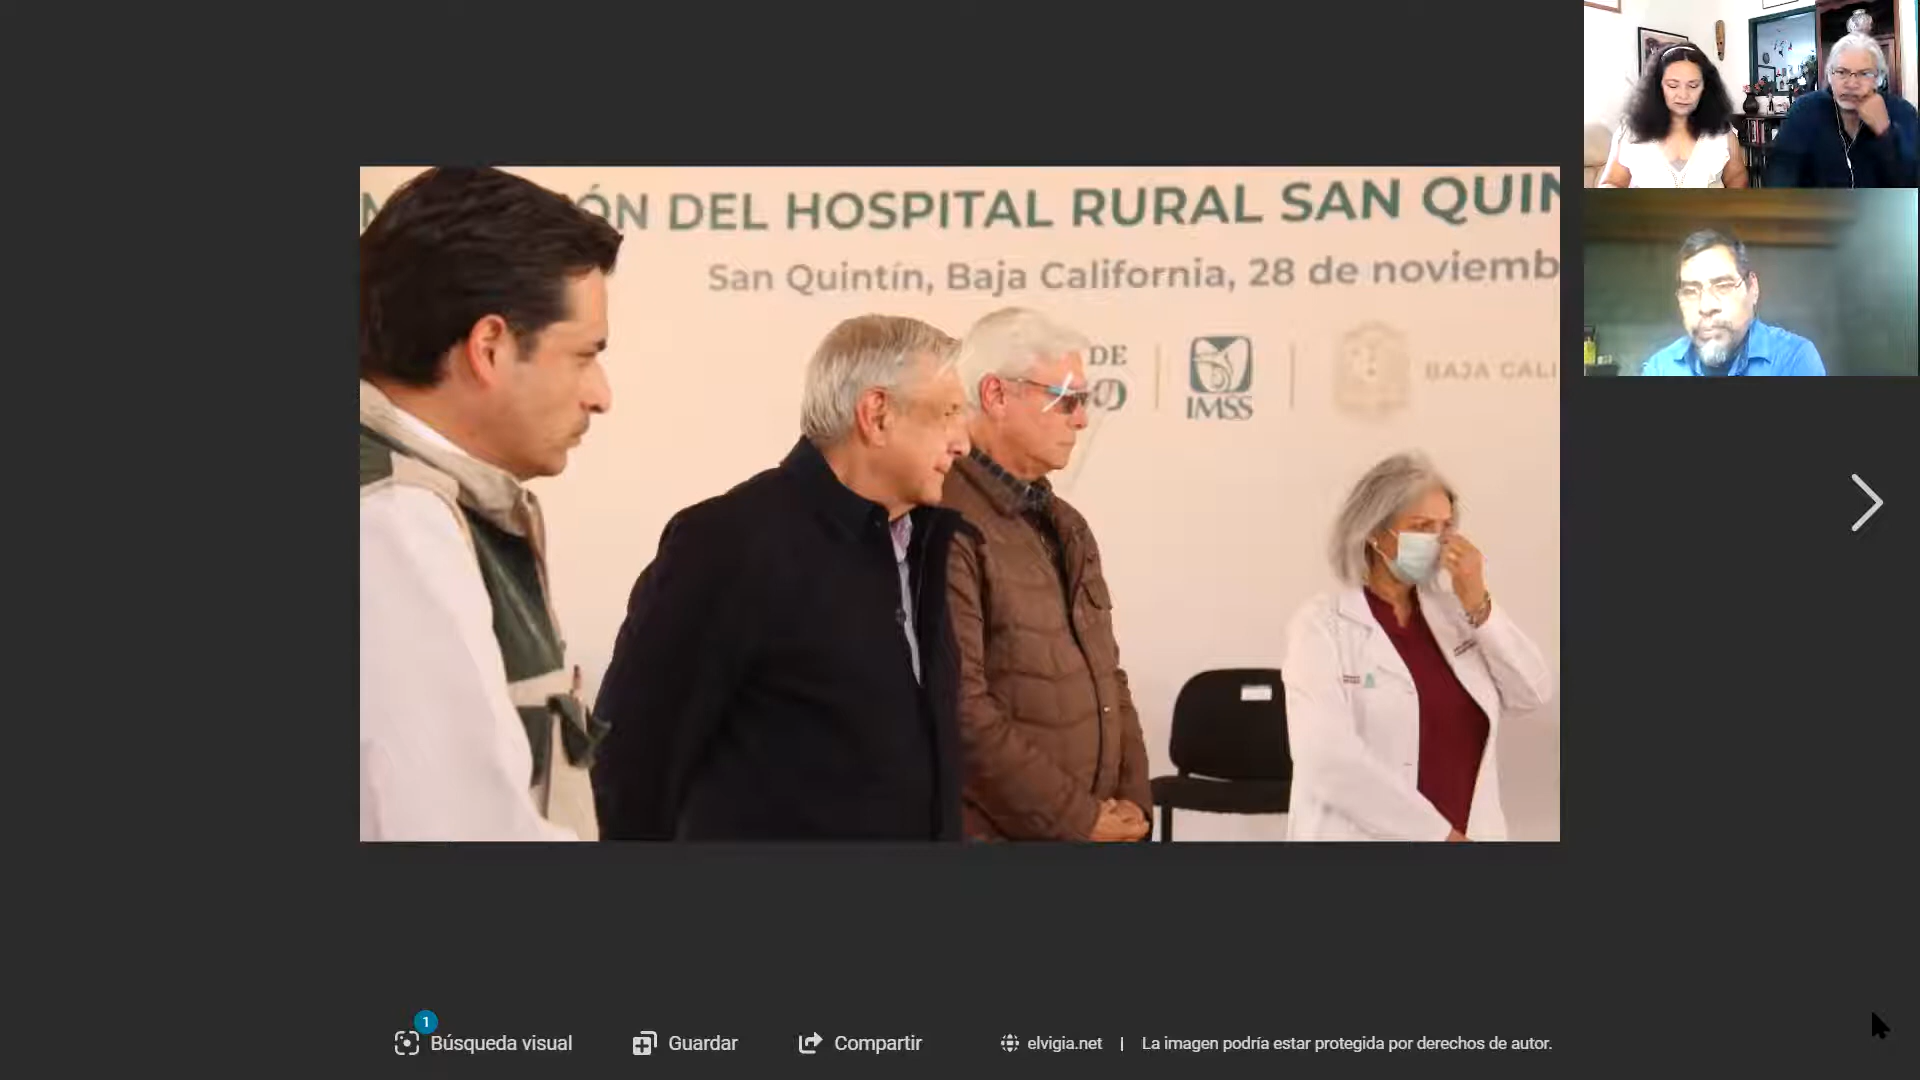 ÓN DEL HOSPITAL RURAL SAN QUIN
San Quintín, Baja California, 28 de noviemb
DE
IMSS
BAJA CALI
1
Búsqueda visual
Guardar
Compartir
elvigia.net | La imagen podría estar protegida por derechos de autor.